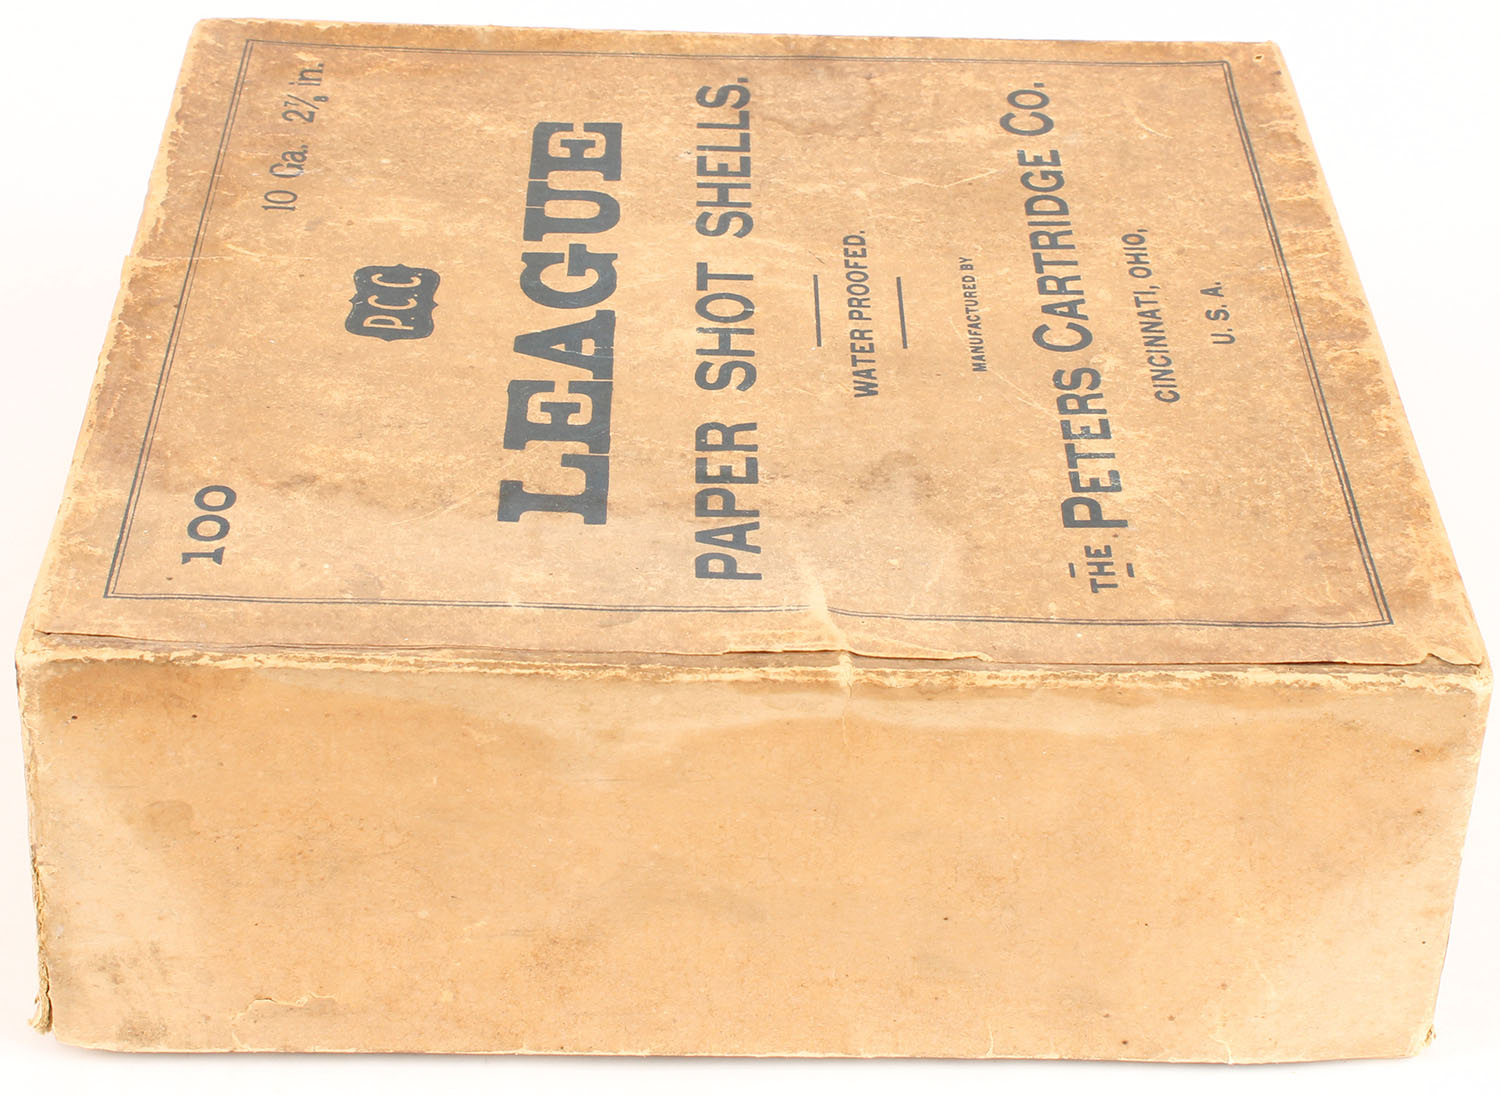 100 10 Ga. 2⅞ in.
P.C.C.
LEAGUE
PAPER SHOT SHELLS.
WATER PROOFED.
MANUFACTURED BY
THE PETERS CARTRIDGE CO.
CINCINNATI, OHIO,
U. S. A.